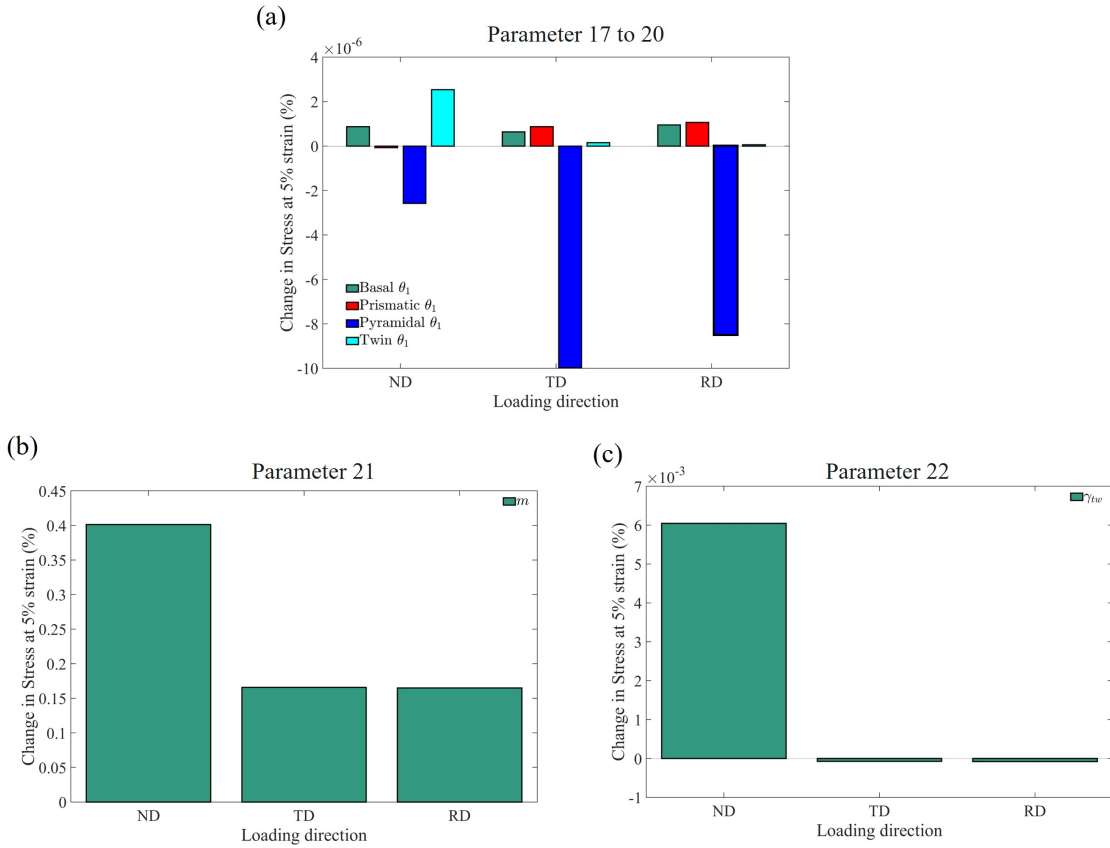 (a)
Parameter 17 to 20
×10⁻⁶
4
2
0
-2
-4
-6
-8
-10
Change in Stress at 5% strain (%)
Basal θ₁
Prismatic θ₁
Pyramidal θ₁
Twin θ₁
ND TD RD
Loading direction
(b)
Parameter 21
0.45
0.4
0.35
0.3
0.25
0.2
0.15
0.1
0.05
0
Change in Stress at 5% strain (%)
m
ND TD RD
Loading direction
(c)
Parameter 22
×10⁻³
7
6
5
4
3
2
1
0
-1
Change in Stress at 5% strain (%)
γtw
ND TD RD
Loading direction